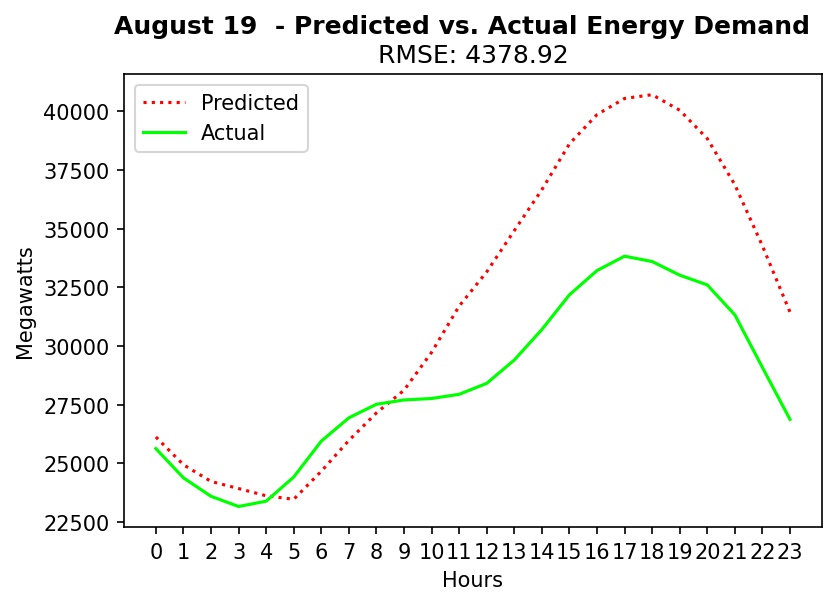 August 19  - Predicted vs. Actual Energy Demand
RMSE: 4378.92
Predicted
Actual
Megawatts
40000
37500
35000
32500
30000
27500
25000
22500
0 1 2 3 4 5 6 7 8 9 10 11 12 13 14 15 16 17 18 19 20 21 22 23
Hours